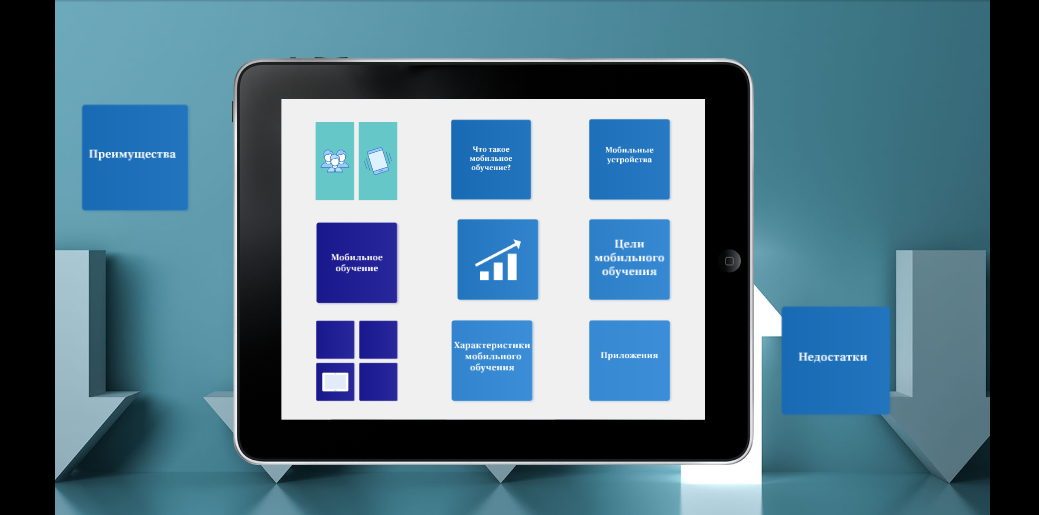 Преимущества
Что такое
мобильное
обучение?
Мобильные
устройства
Мобильное
обучение
Цели
мобильного
обучения
Характеристики
мобильного
обучения
Приложения
Недостатки